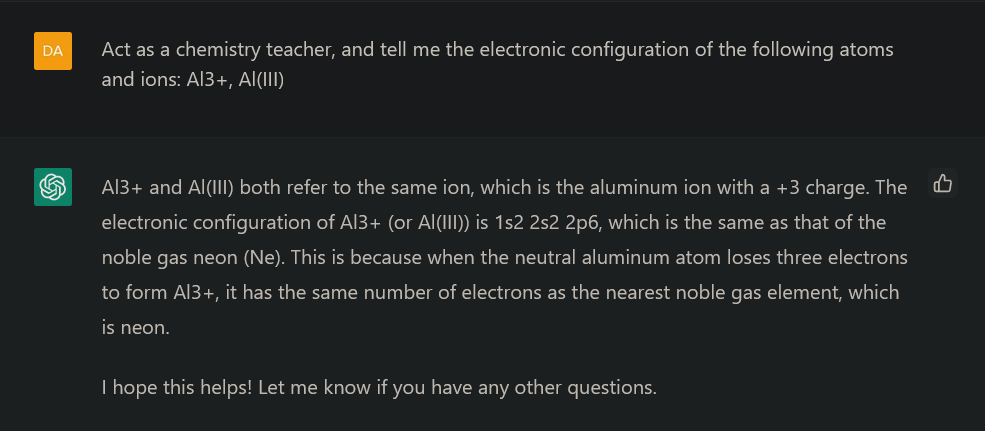 DA
Act as a chemistry teacher, and tell me the electronic configuration of the following atoms
and ions: Al3+, Al(III)
Al3+ and Al(III) both refer to the same ion, which is the aluminum ion with a +3 charge. The
electronic configuration of Al3+ (or Al(III)) is 1s2 2s2 2p6, which is the same as that of the
noble gas neon (Ne). This is because when the neutral aluminum atom loses three electrons
to form Al3+, it has the same number of electrons as the nearest noble gas element, which
is neon.
I hope this helps! Let me know if you have any other questions.